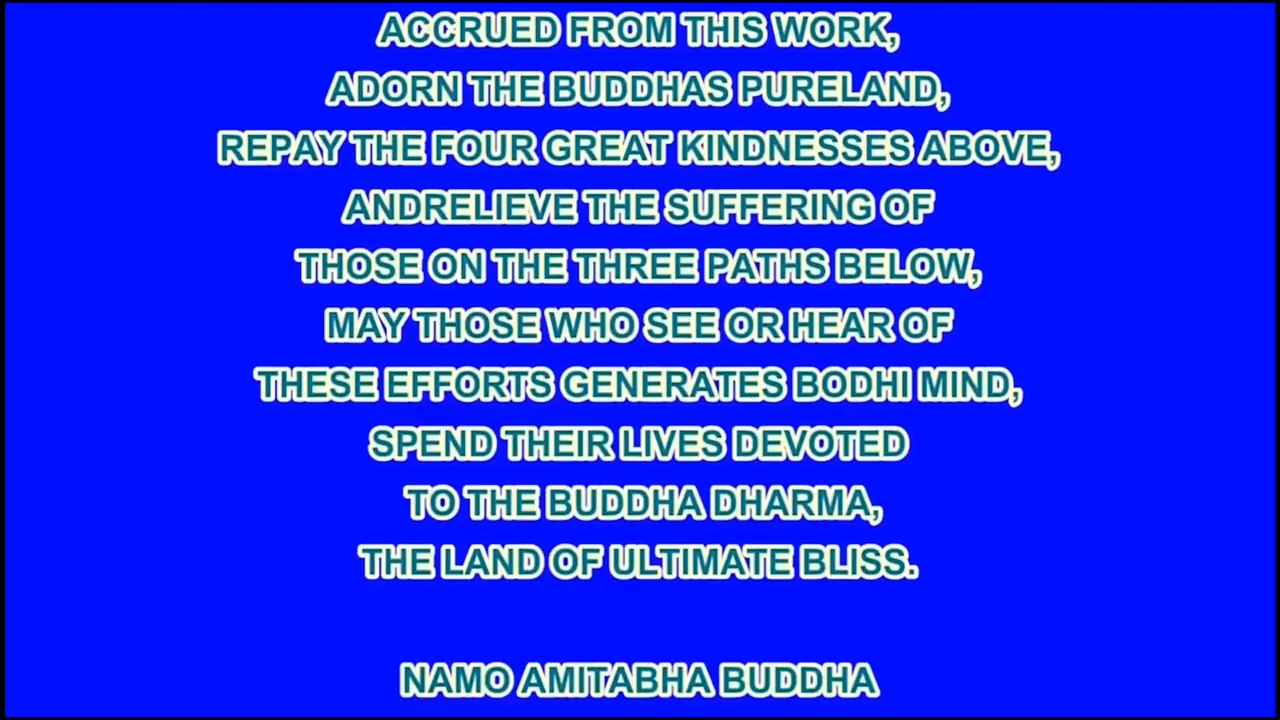 ACCRUED FROM THIS WORK,
ADORN THE BUDDHAS PURELAND,
REPAY THE FOUR GREAT KINDNESSES ABOVE,
ANDRELIEVE THE SUFFERING OF
THOSE ON THE THREE PATHS BELOW,
MAY THOSE WHO SEE OR HEAR OF
THESE EFFORTS GENERATES BODHI MIND,
SPEND THEIR LIVES DEVOTED
TO THE BUDDHA DHARMA,
THE LAND OF ULTIMATE BLISS.
NAMO AMITABHA BUDDHA